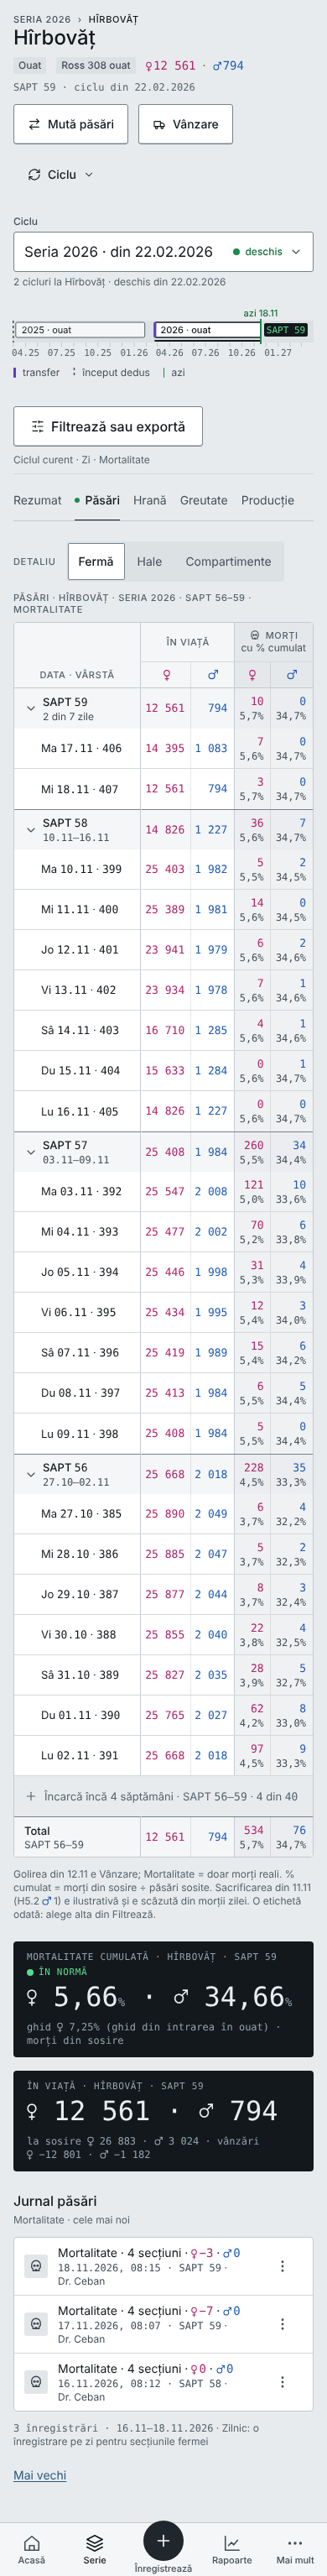 SERIA 2026 › HÎRBOVĂȚ
Hîrbovăț
Ouat Ross 308 ouat ♀12 561 · ♂794
SAPT 59 · ciclu din 22.02.2026
Mută păsări Vânzare
Ciclu
Ciclu
Seria 2026 · din 22.02.2026 deschis
2 cicluri la Hîrbovăț · deschis din 22.02.2026
azi 18.11
2025 · ouat 2026 · ouat SAPT 59
04.25 07.25 10.25 01.26 04.26 07.26 10.26 01.27
transfer început dedus azi
Filtrează sau exportă
Ciclul curent · Zi · Mortalitate
Rezumat Păsări Hrană Greutate Producție
DETALIU Fermă Hale Compartimente
PĂSĂRI · HÎRBOVĂȚ · SERIA 2026 · SAPT 56–59 ·
MORTALITATE
DATA · VÂRSTĂ ÎN VIAȚĂ MORȚI
cu % cumulat
♀ ♂ ♀ ♂
SAPT 59 12 561 794 10 0
2 din 7 zile 5,7% 34,7%
Ma 17.11 · 406 14 395 1 083 7 0
5,6% 34,7%
Mi 18.11 · 407 12 561 794 3 0
5,7% 34,7%
SAPT 58 14 826 1 227 36 7
10.11–16.11 5,6% 34,7%
Ma 10.11 · 399 25 403 1 982 5 2
5,5% 34,5%
Mi 11.11 · 400 25 389 1 981 14 0
5,6% 34,5%
Jo 12.11 · 401 23 941 1 979 6 2
5,6% 34,6%
Vi 13.11 · 402 23 934 1 978 7 1
5,6% 34,6%
Sâ 14.11 · 403 16 710 1 285 4 1
5,6% 34,6%
Du 15.11 · 404 15 633 1 284 0 1
5,6% 34,7%
Lu 16.11 · 405 14 826 1 227 0 0
5,6% 34,7%
SAPT 57 25 408 1 984 260 34
03.11–09.11 5,5% 34,4%
Ma 03.11 · 392 25 547 2 008 121 10
5,0% 33,6%
Mi 04.11 · 393 25 477 2 002 70 6
5,2% 33,8%
Jo 05.11 · 394 25 446 1 998 31 4
5,3% 33,9%
Vi 06.11 · 395 25 434 1 995 12 3
5,4% 34,0%
Sâ 07.11 · 396 25 419 1 989 15 6
5,4% 34,2%
Du 08.11 · 397 25 413 1 984 6 5
5,5% 34,4%
Lu 09.11 · 398 25 408 1 984 5 0
5,5% 34,4%
SAPT 56 25 668 2 018 228 35
27.10–02.11 4,5% 33,3%
Ma 27.10 · 385 25 890 2 049 6 4
3,7% 32,2%
Mi 28.10 · 386 25 885 2 047 5 2
3,7% 32,3%
Jo 29.10 · 387 25 877 2 044 8 3
3,7% 32,4%
Vi 30.10 · 388 25 855 2 040 22 4
3,8% 32,5%
Sâ 31.10 · 389 25 827 2 035 28 5
3,9% 32,7%
Du 01.11 · 390 25 765 2 027 62 8
4,2% 33,0%
Lu 02.11 · 391 25 668 2 018 97 9
4,5% 33,3%
Încarcă încă 4 săptămâni · SAPT 56–59 · 4 din 40
Total 12 561 794 534 76
SAPT 56–59 5,7% 34,7%
Golirea din 12.11 e Vânzare; Mortalitate = doar morți reali. %
cumulat = morți din sosire ÷ păsări sosite. Sacrificarea din 11.11
(H5.2 ♂ 1) e ilustrativă și e scăzută din morții zilei. O etichetă
odată: alege alta din Filtrează.
MORTALITATE CUMULATĂ · HÎRBOVĂȚ · SAPT 59
ÎN NORMĂ
♀ 5,66% · ♂ 34,66%
ghid ♀ 7,25% (ghid din intrarea în ouat) ·
morți din sosire
ÎN VIAȚĂ · HÎRBOVĂȚ · SAPT 59
♀ 12 561 · ♂ 794
la sosire ♀ 26 883 · ♂ 3 024 · vânzări
♀ −12 801 · ♂ −1 182
Jurnal păsări
Mortalitate · cele mai noi
Mortalitate · 4 secțiuni · ♀−3 · ♂0
18.11.2026, 08:15 · SAPT 59 ·
Dr. Ceban
Mortalitate · 4 secțiuni · ♀−7 · ♂0
17.11.2026, 08:07 · SAPT 59 ·
Dr. Ceban
Mortalitate · 4 secțiuni · ♀0 · ♂0
16.11.2026, 08:12 · SAPT 58 ·
Dr. Ceban
3 înregistrări · 16.11–18.11.2026 · Zilnic: o
înregistrare pe zi pentru secțiunile fermei
Mai vechi
Acasă Serie Înregistrează Rapoarte Mai mult